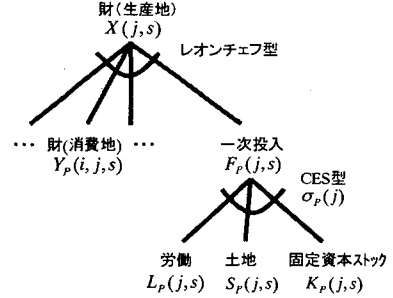 財(生産地)
X(j,s)
レオンチェフ型
… 財(消費地) …
Y_P(i,j,s)
一次投入
F_P(j,s)
CES型
σ_P(j)
労働 土地 固定資本ストック
L_P(j,s) S_P(j,s) K_P(j,s)